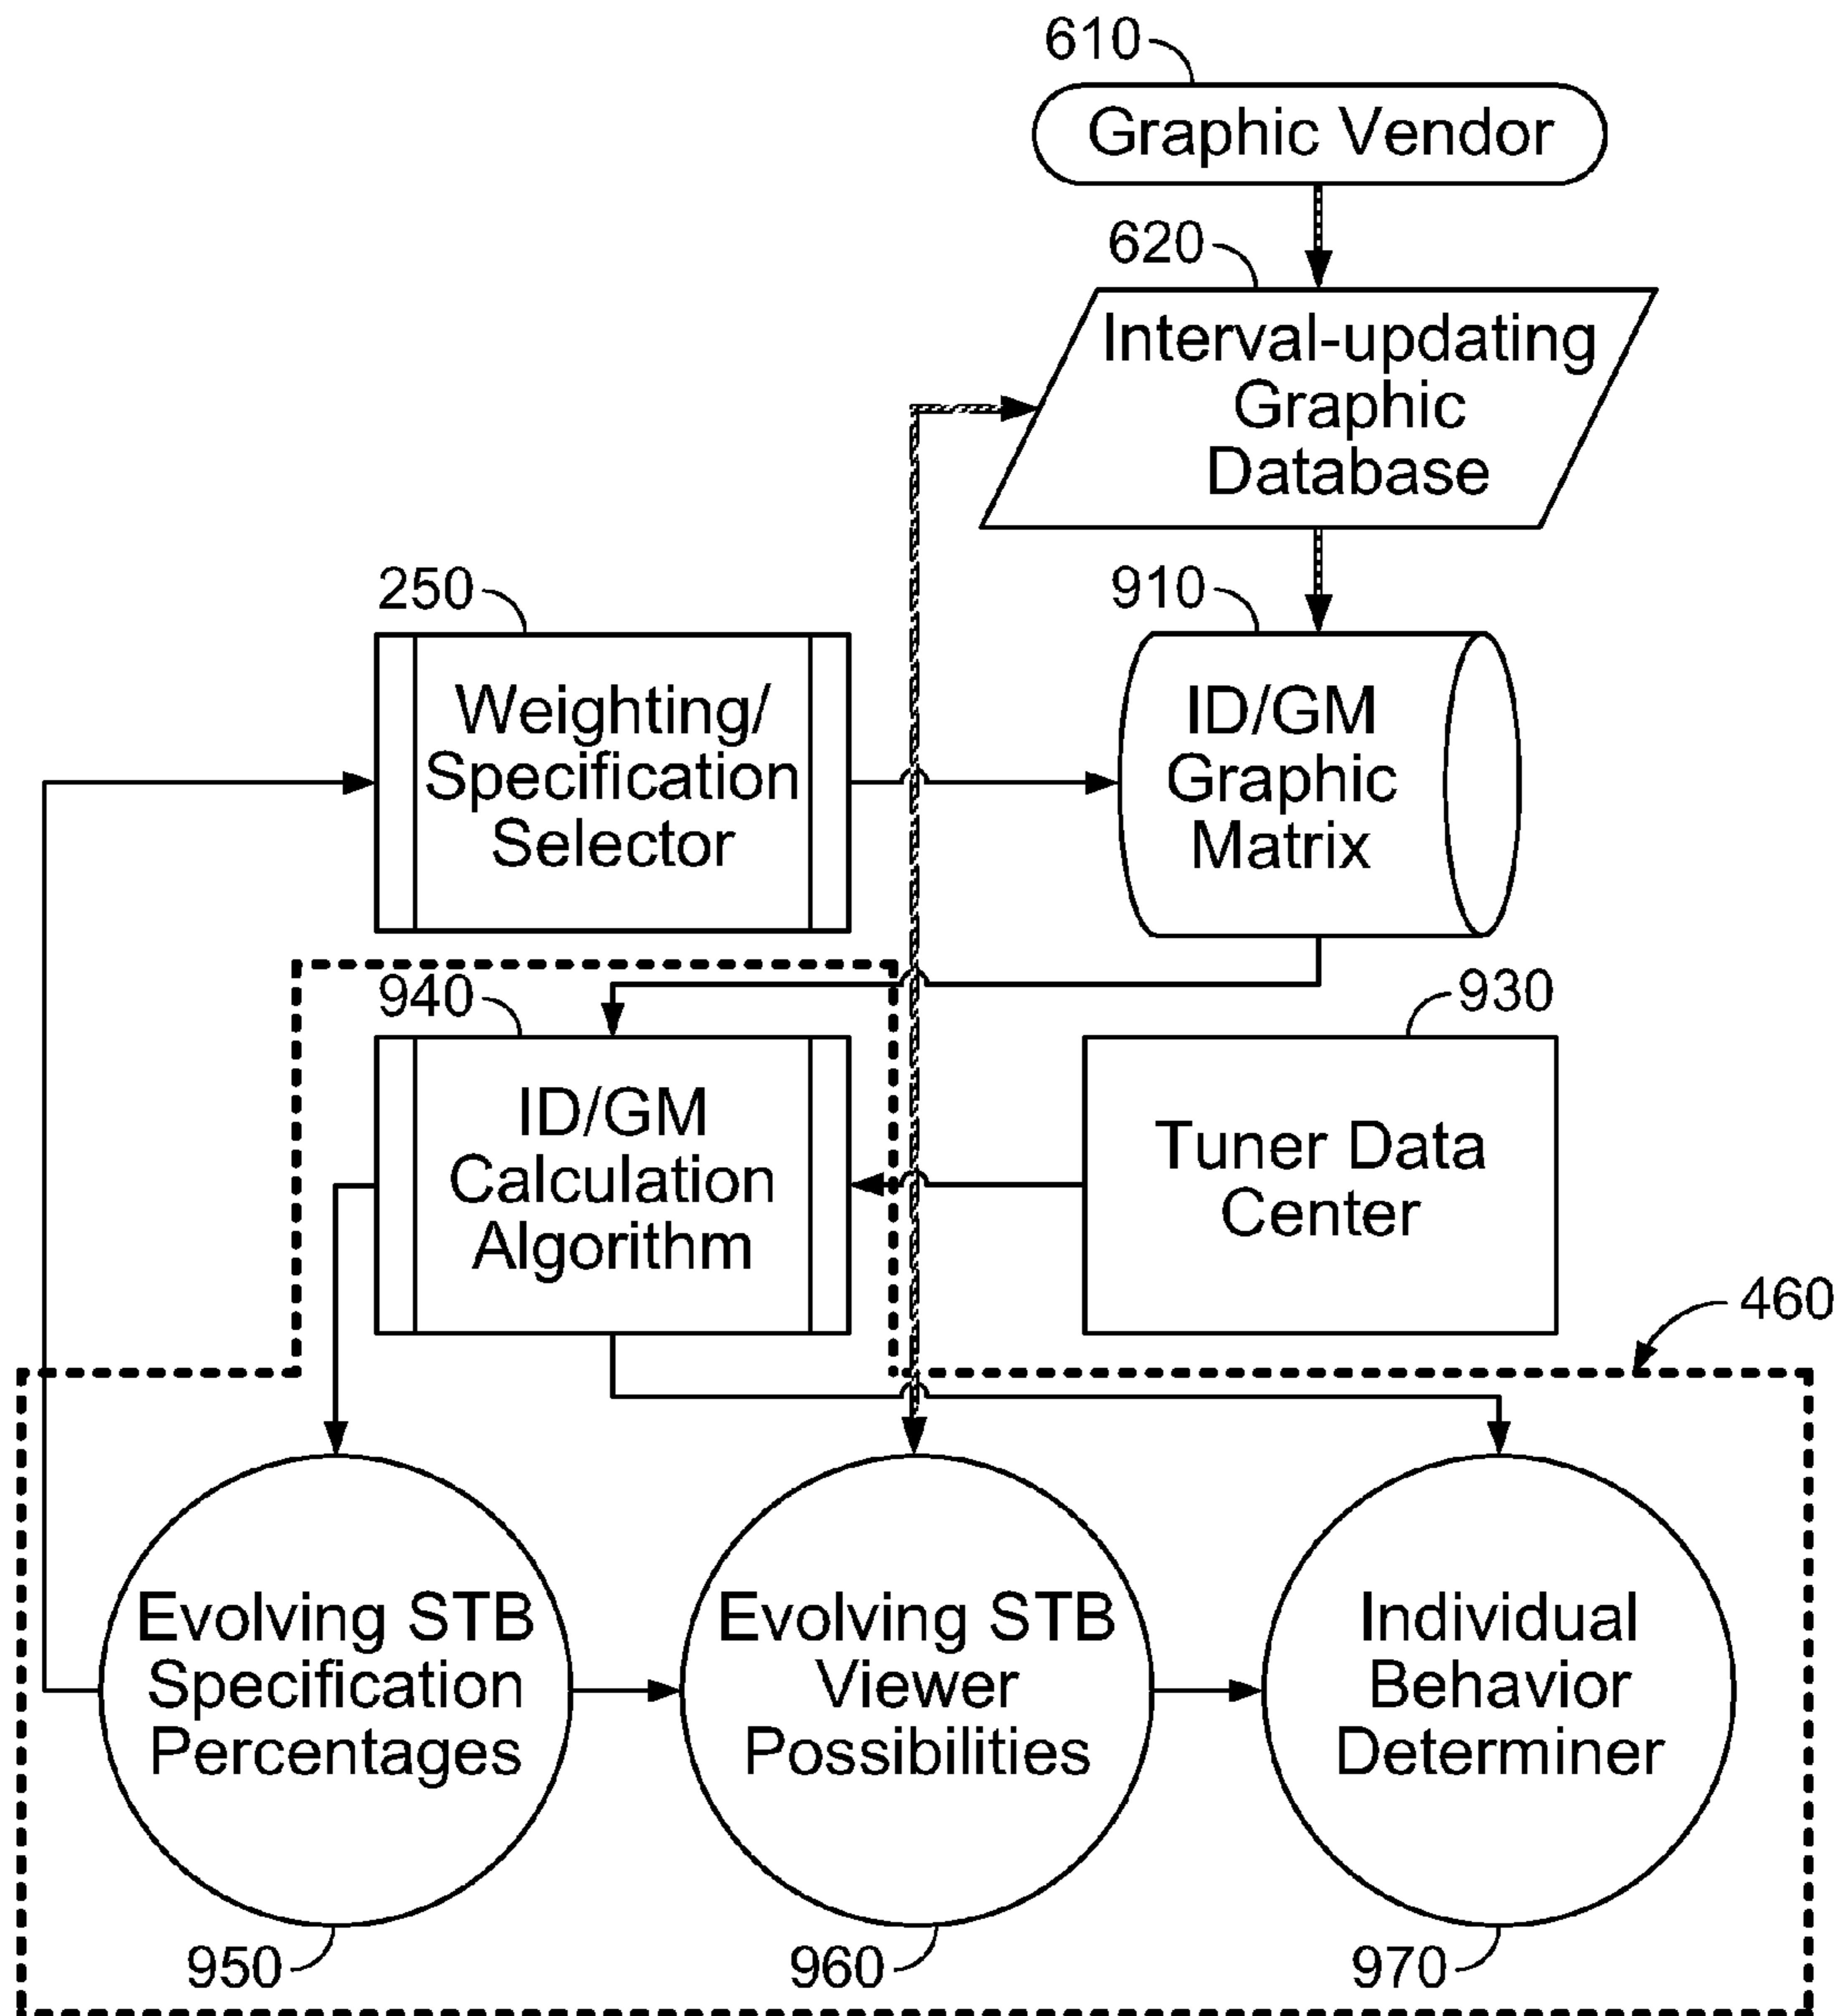 610
Graphic Vendor
620
Interval-updating
Graphic
Database
250
Weighting/
Specification
Selector
910
ID/GM
Graphic
Matrix
940
ID/GM
Calculation
Algorithm
930
Tuner Data
Center
460
Evolving STB
Specification
Percentages
950
Evolving STB
Viewer
Possibilities
960
Individual
Behavior
Determiner
970